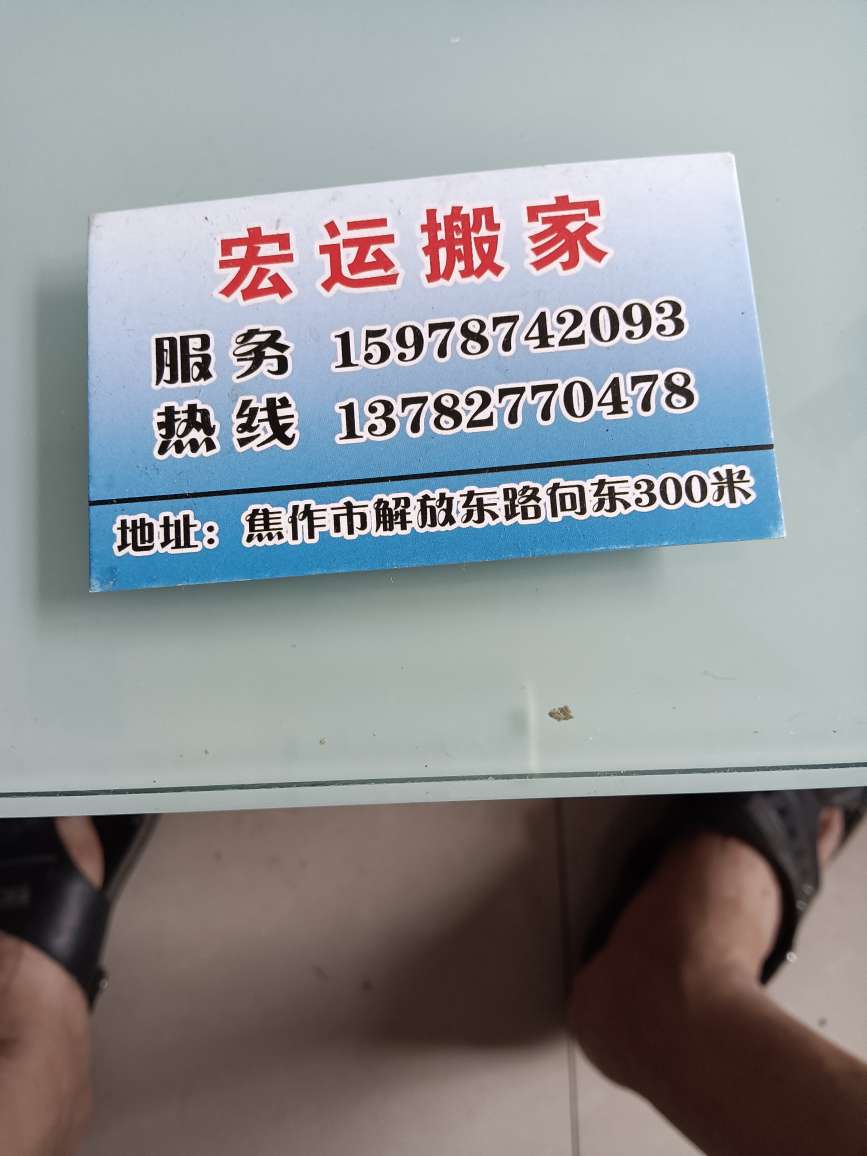 宏运搬家
服务 15978742093
热线 13782770478
地址：焦作市解放东路向东300米